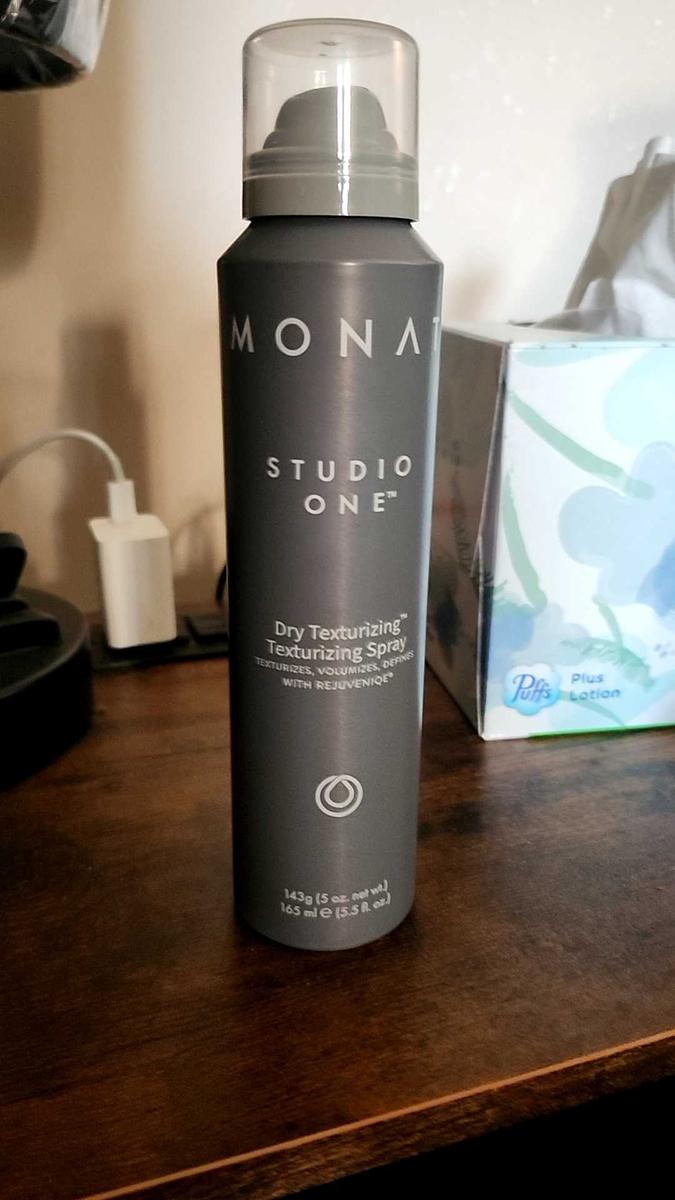 MONAT
STUDIO
ONE™
Dry Texturizing™
Texturizing Spray
TEXTURIZES, VOLUMIZES, DEFINES
WITH REJUVENIQE®
143g (5 oz. net wt.)
165 ml ℮ (5.5 fl. oz.)
Puffs
Plus
Lotion